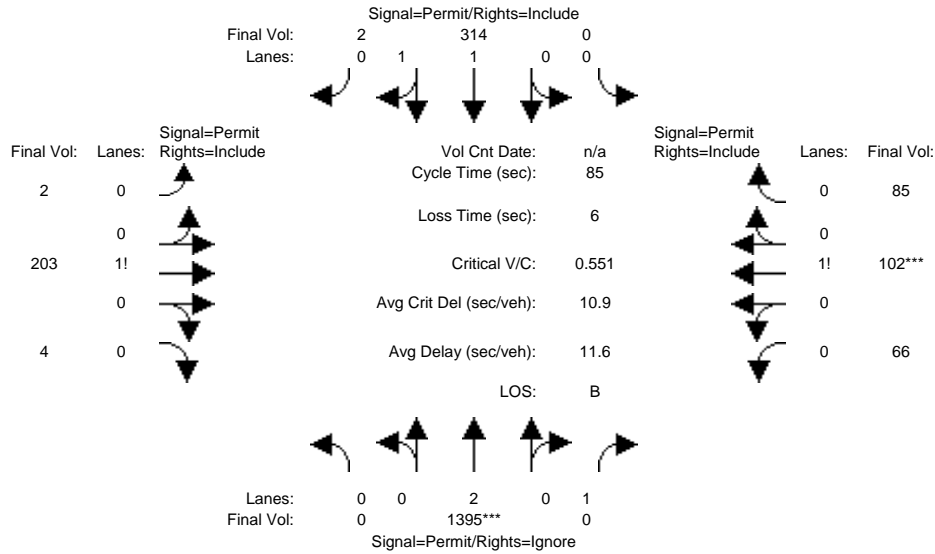 Signal=Permit/Rights=Include
Final Vol: 2 314 0
Lanes: 0 1 1 0 0
Signal=Permit Signal=Permit
Final Vol: Lanes: Rights=Include Vol Cnt Date: n/a Rights=Include Lanes: Final Vol:
Cycle Time (sec): 85
2 0 0 85
Loss Time (sec): 6
0 0
203 1! Critical V/C: 0.551 1! 102***
0 Avg Crit Del (sec/veh): 10.9 0
4 0 Avg Delay (sec/veh): 11.6 0 66
LOS: B
Lanes: 0 0 2 0 1
Final Vol: 0 1395*** 0
Signal=Permit/Rights=Ignore